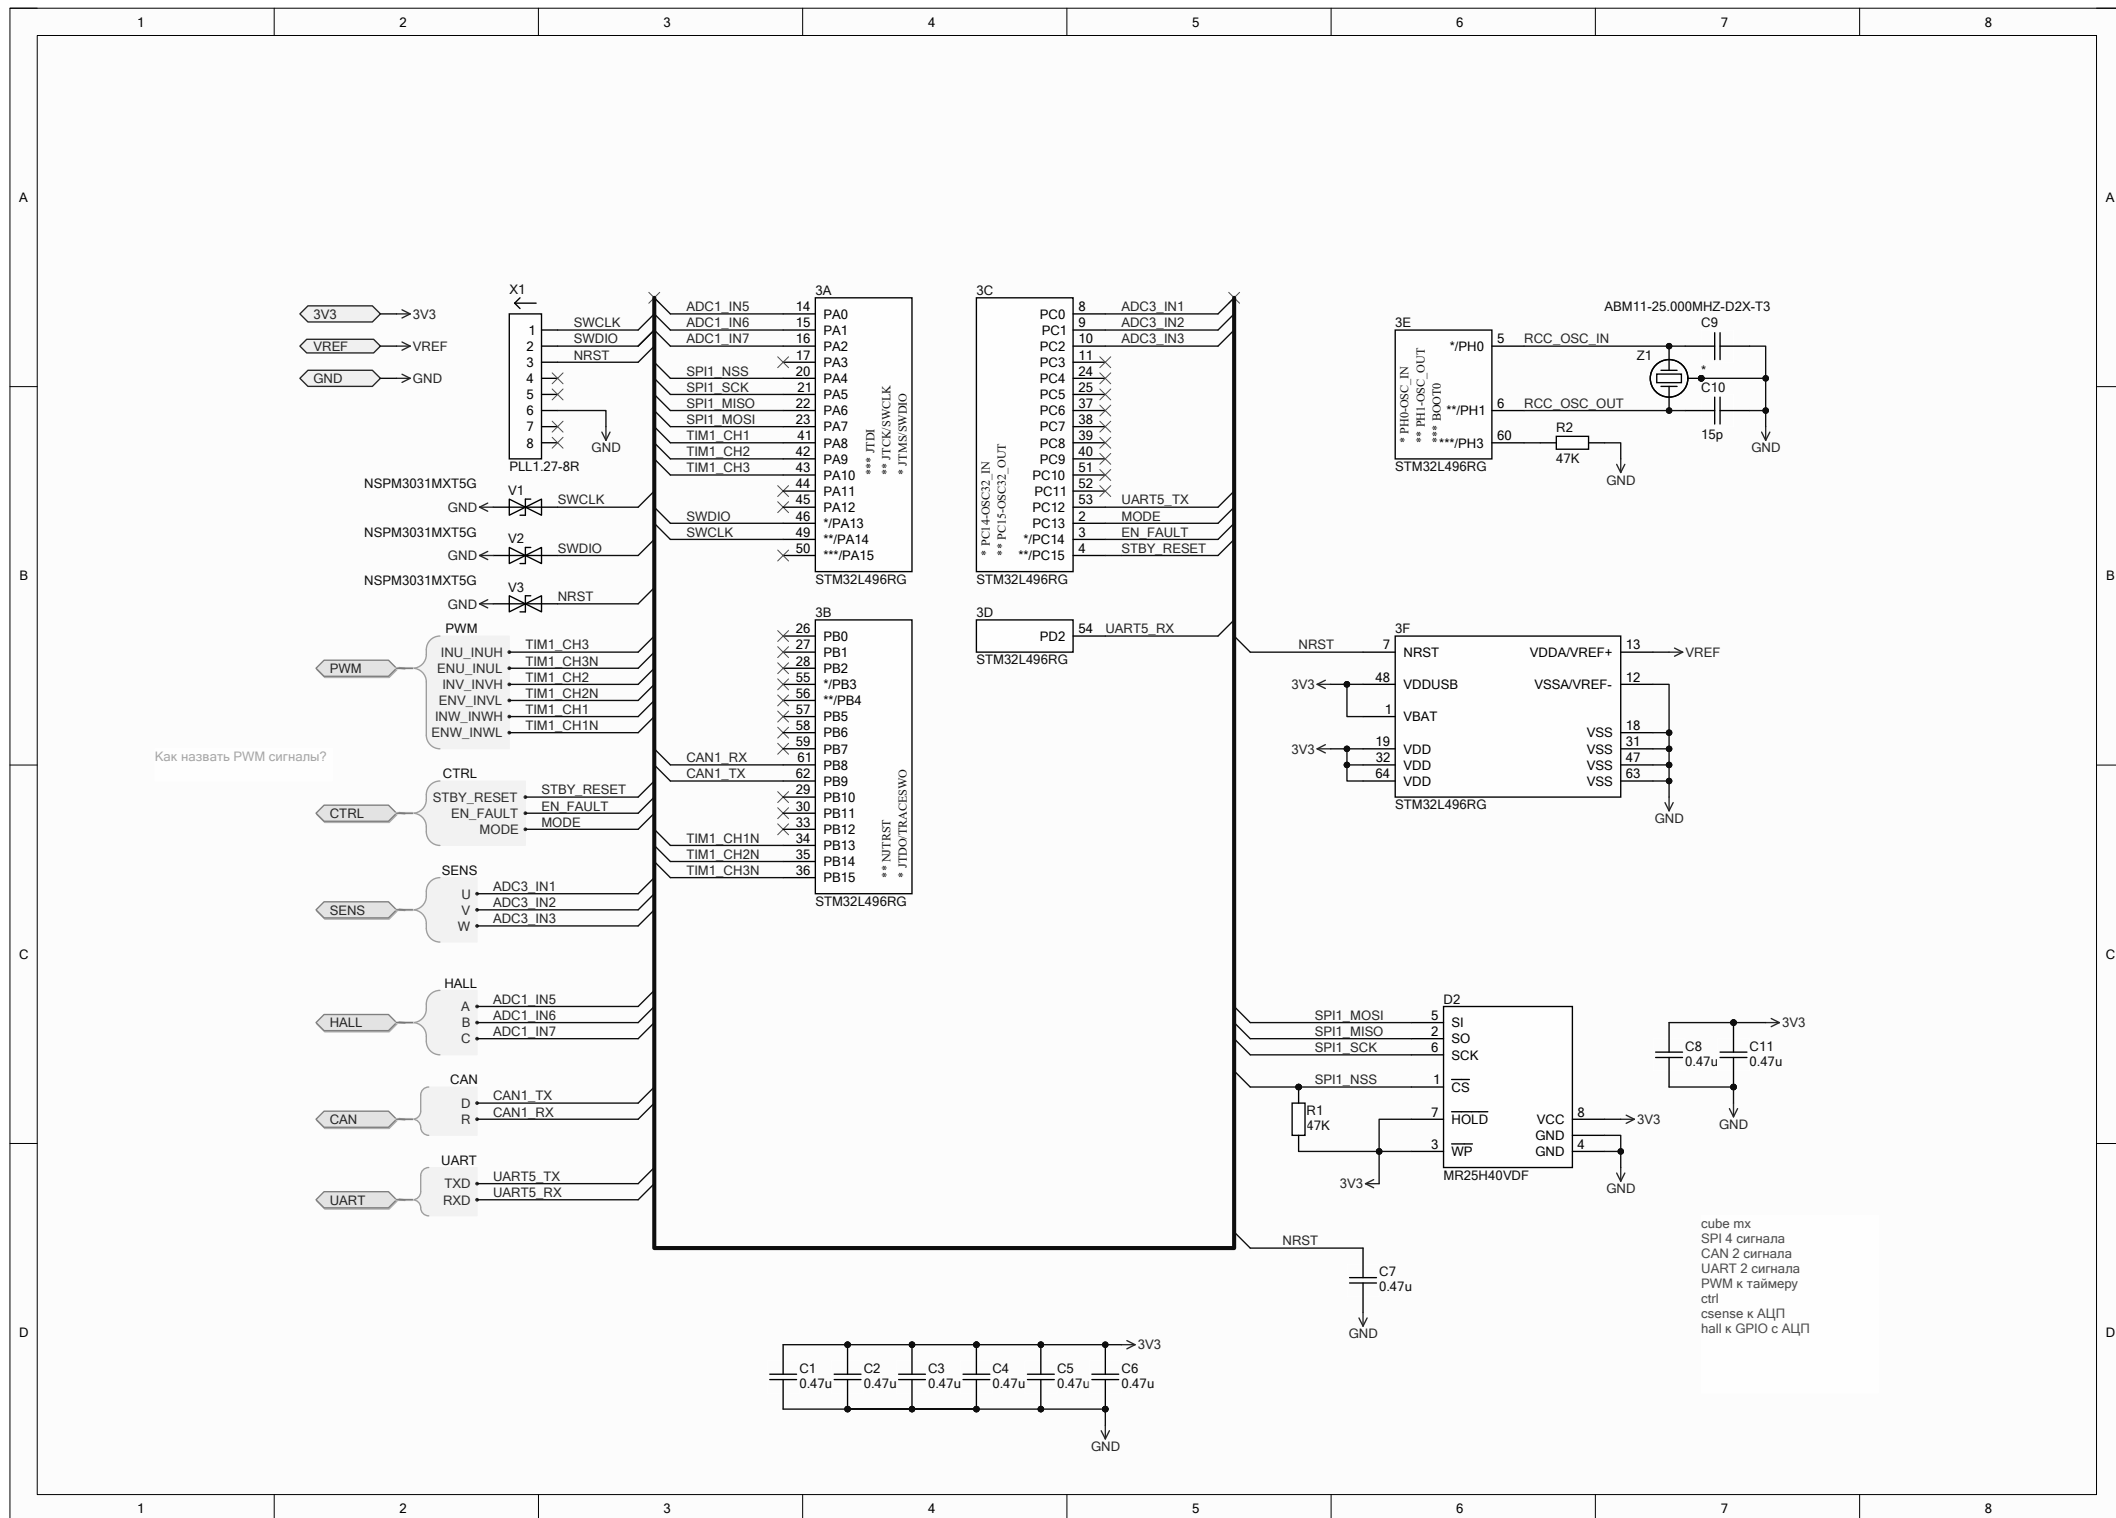 1 2 3 4 5 6 7 8
A A
B B
C C
D D
3V3 3V3
VREF VREF
GND GND
X1
1 SWCLK
2 SWDIO
3 NRST
4
5
6
7
8
GND
PLL1.27-8R
NSPM3031MXT5G
GND V1 SWCLK
NSPM3031MXT5G
GND V2 SWDIO
NSPM3031MXT5G
GND V3 NRST
PWM
PWM
INU_INUH TIM1_CH3
ENU_INUL TIM1_CH3N
INV_INVH TIM1_CH2
ENV_INVL TIM1_CH2N
INW_INWH TIM1_CH1
ENW_INWL TIM1_CH1N
Как назвать PWM сигналы?
CTRL
CTRL
STBY_RESET STBY_RESET
EN_FAULT EN_FAULT
MODE MODE
SENS
SENS
U ADC3_IN1
V ADC3_IN2
W ADC3_IN3
HALL
HALL
A ADC1_IN5
B ADC1_IN6
C ADC1_IN7
CAN
CAN
D CAN1_TX
R CAN1_RX
UART
UART
TXD UART5_TX
RXD UART5_RX
3A
ADC1_IN5 14 PA0
ADC1_IN6 15 PA1
ADC1_IN7 16 PA2
17 PA3
SPI1_NSS 20 PA4
SPI1_SCK 21 PA5
SPI1_MISO 22 PA6
SPI1_MOSI 23 PA7
TIM1_CH1 41 PA8
TIM1_CH2 42 PA9
TIM1_CH3 43 PA10
44 PA11
45 PA12
SWDIO 46 */PA13
SWCLK 49 **/PA14
50 ***/PA15
*** JTDI
** JTCK/SWCLK
* JTMS/SWDIO
STM32L496RG
3B
26 PB0
27 PB1
28 PB2
55 */PB3
56 **/PB4
57 PB5
58 PB6
59 PB7
CAN1_RX 61 PB8
CAN1_TX 62 PB9
29 PB10
30 PB11
33 PB12
TIM1_CH1N 34 PB13
TIM1_CH2N 35 PB14
TIM1_CH3N 36 PB15
** NJTRST
* JTDO/TRACESWO
STM32L496RG
3C
PC0 8 ADC3_IN1
PC1 9 ADC3_IN2
PC2 10 ADC3_IN3
PC3 11
PC4 24
PC5 25
PC6 37
PC7 38
PC8 39
PC9 40
PC10 51
PC11 52
PC12 53 UART5_TX
PC13 2 MODE
*/PC14 3 EN_FAULT
**/PC15 4 STBY_RESET
* PC14-OSC32_IN
** PC15-OSC32_OUT
STM32L496RG
3D
PD2 54 UART5_RX
STM32L496RG
3E
*/PH0 5 RCC_OSC_IN
**/PH1 6 RCC_OSC_OUT
***/PH3 60 R2
47K
GND
* PH0-OSC_IN
** PH1-OSC_OUT
*** BOOT0
STM32L496RG
ABM11-25.000MHZ-D2X-T3
C9
Z1
*
C10
15p
GND
3F
NRST 7 NRST VDDA/VREF+ 13 VREF
3V3 48 VDDUSB VSSA/VREF- 12
1 VBAT
VSS 18
3V3 19 VDD VSS 31
32 VDD VSS 47
64 VDD VSS 63
STM32L496RG
GND
D2
SPI1_MOSI 5 SI
SPI1_MISO 2 SO
SPI1_SCK 6 SCK
SPI1_NSS 1 CS
R1
47K
7 HOLD VCC 8 3V3
GND
3 WP GND 4
3V3
MR25H40VDF
GND
3V3
C8 C11
0.47u 0.47u
GND
NRST
C7
0.47u
GND
cube mx
SPI 4 сигнала
CAN 2 сигнала
UART 2 сигнала
PWM к таймеру
ctrl
csense к АЦП
hall к GPIO с АЦП
3V3
C1 C2 C3 C4 C5 C6
0.47u 0.47u 0.47u 0.47u 0.47u 0.47u
GND
1 2 3 4 5 6 7 8